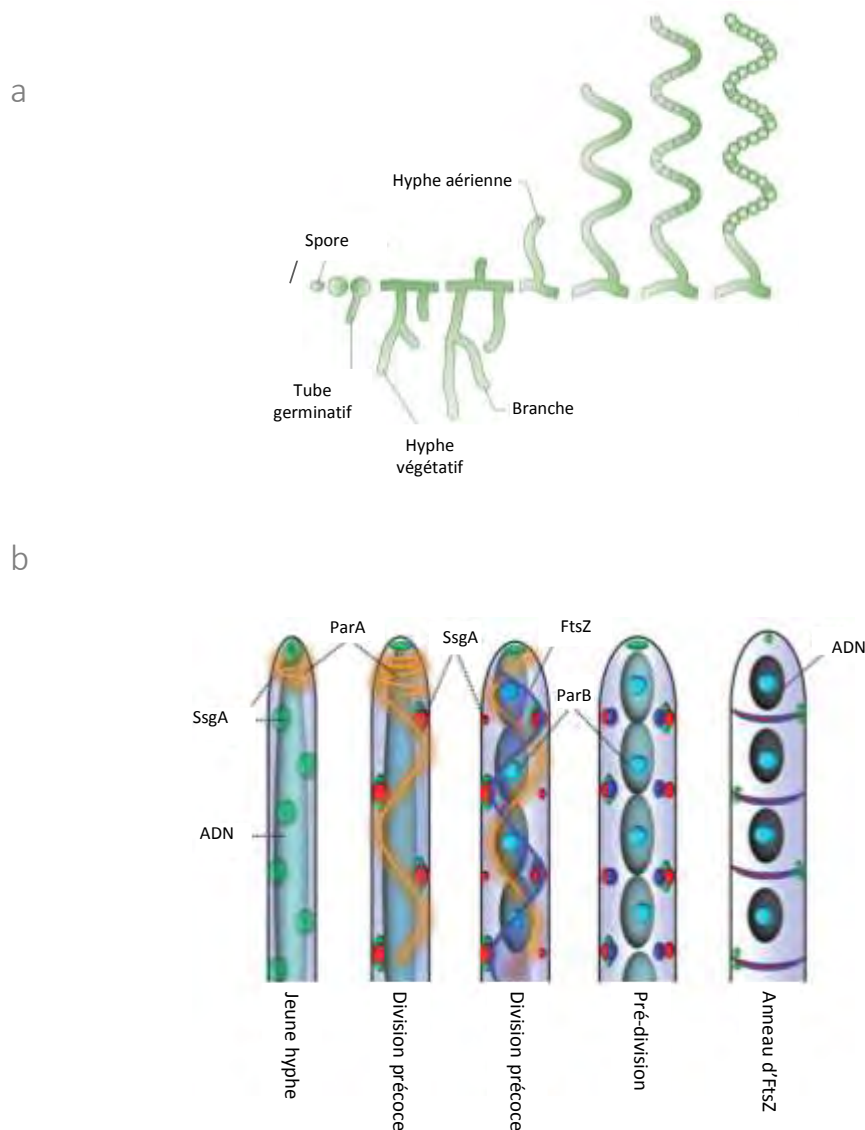 a
Hyphe aérienne
Spore
/
Tube
germinatif
Hyphe
végétatif
Branche
b
ParA
SsgA
FtsZ
ADN
SsgA
ParB
ADN
Jeune hyphe
Division précoce
Division précoce
Pré-division
Anneau d'FtsZ